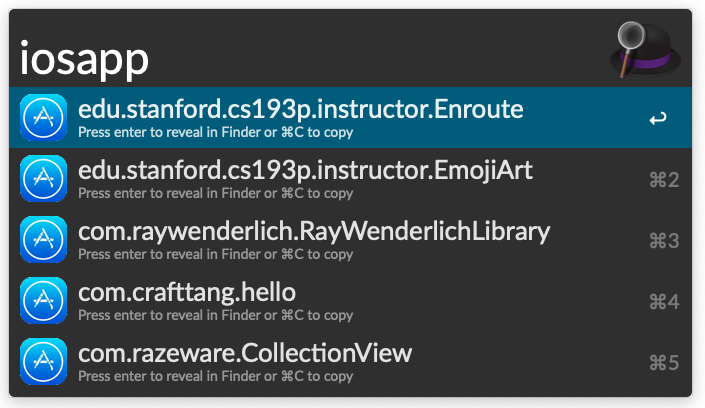 iosapp
edu.stanford.cs193p.instructor.Enroute
Press enter to reveal in Finder or ⌘C to copy
edu.stanford.cs193p.instructor.EmojiArt
Press enter to reveal in Finder or ⌘C to copy
⌘2
com.raywenderlich.RayWenderlichLibrary
Press enter to reveal in Finder or ⌘C to copy
⌘3
com.crafttang.hello
Press enter to reveal in Finder or ⌘C to copy
⌘4
com.razeware.CollectionView
Press enter to reveal in Finder or ⌘C to copy
⌘5